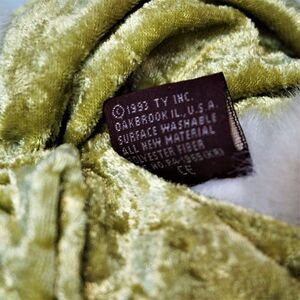 © 1993 TY INC.
OAKBROOK IL, U.S.A.
SURFACE WASHABLE
ALL NEW MATERIAL
POLYESTER FIBER
CE